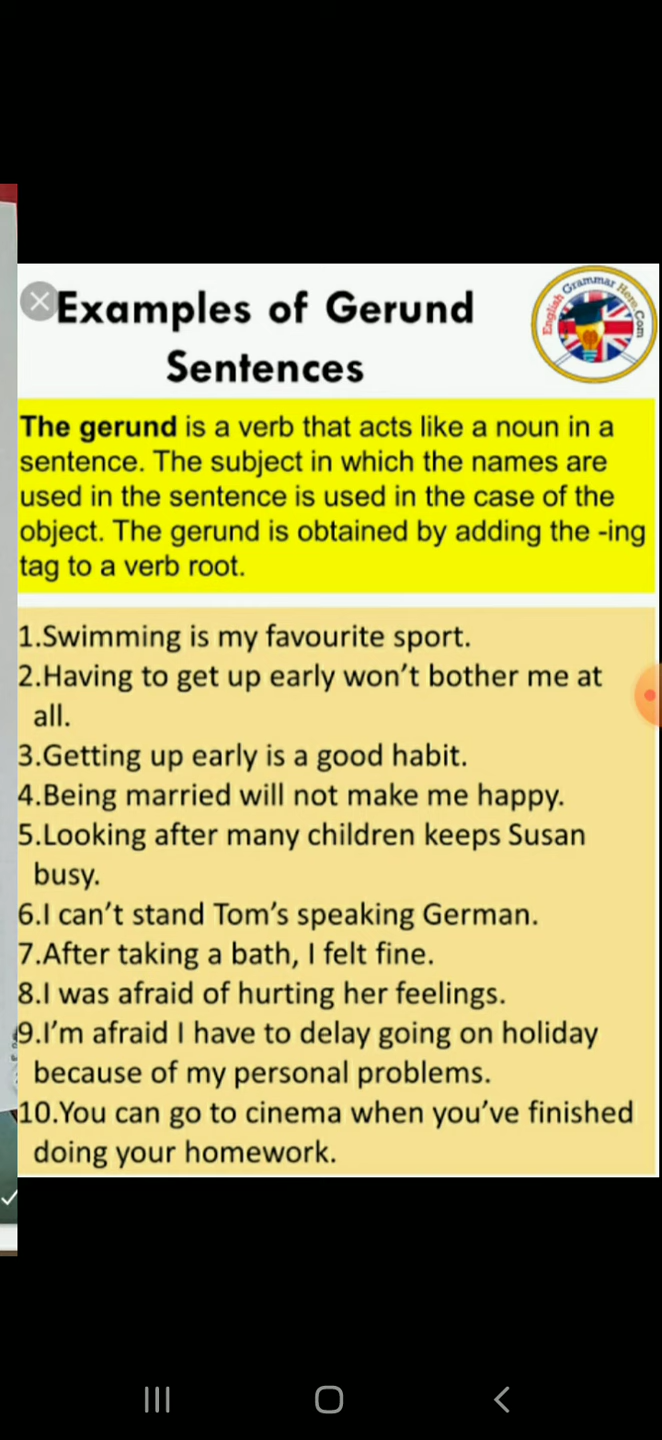 English Grammar Here.Com
Examples of Gerund
Sentences
The gerund is a verb that acts like a noun in a
sentence. The subject in which the names are
used in the sentence is used in the case of the
object. The gerund is obtained by adding the -ing
tag to a verb root.
1.Swimming is my favourite sport.
2.Having to get up early won’t bother me at
all.
3.Getting up early is a good habit.
4.Being married will not make me happy.
5.Looking after many children keeps Susan
busy.
6.I can’t stand Tom’s speaking German.
7.After taking a bath, I felt fine.
8.I was afraid of hurting her feelings.
9.I’m afraid I have to delay going on holiday
because of my personal problems.
10.You can go to cinema when you’ve finished
doing your homework.